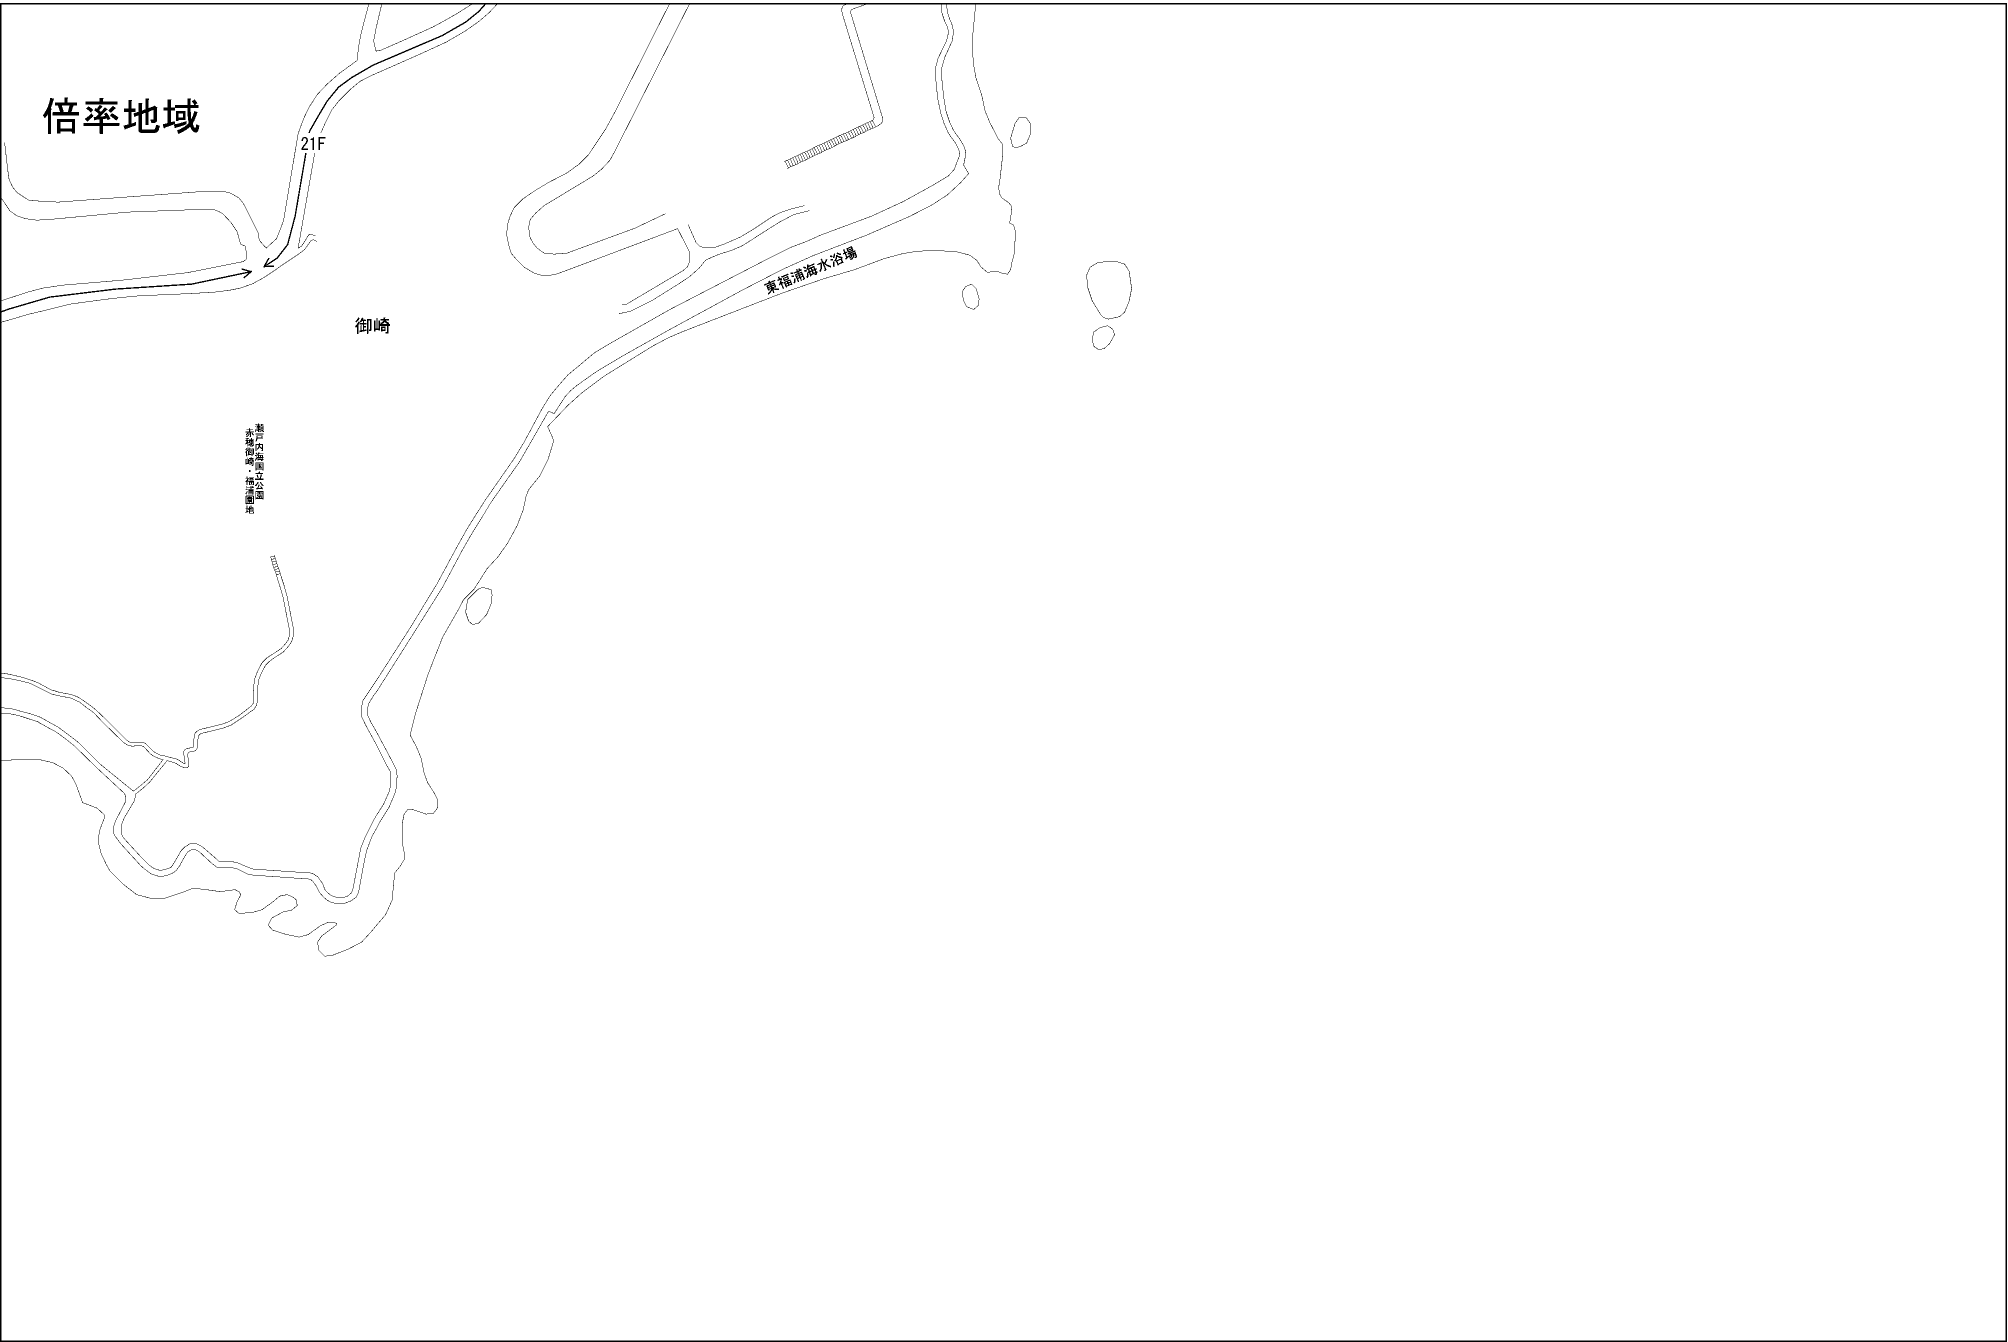 倍率地域
21F
東福浦海水浴場
御崎
瀬戸内海国立公園
赤穂御崎・福浦園地